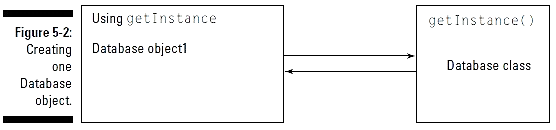 Figure 5-2:
Creating
one
Database
object.
Using getInstance
Database object1
getInstance()
Database class